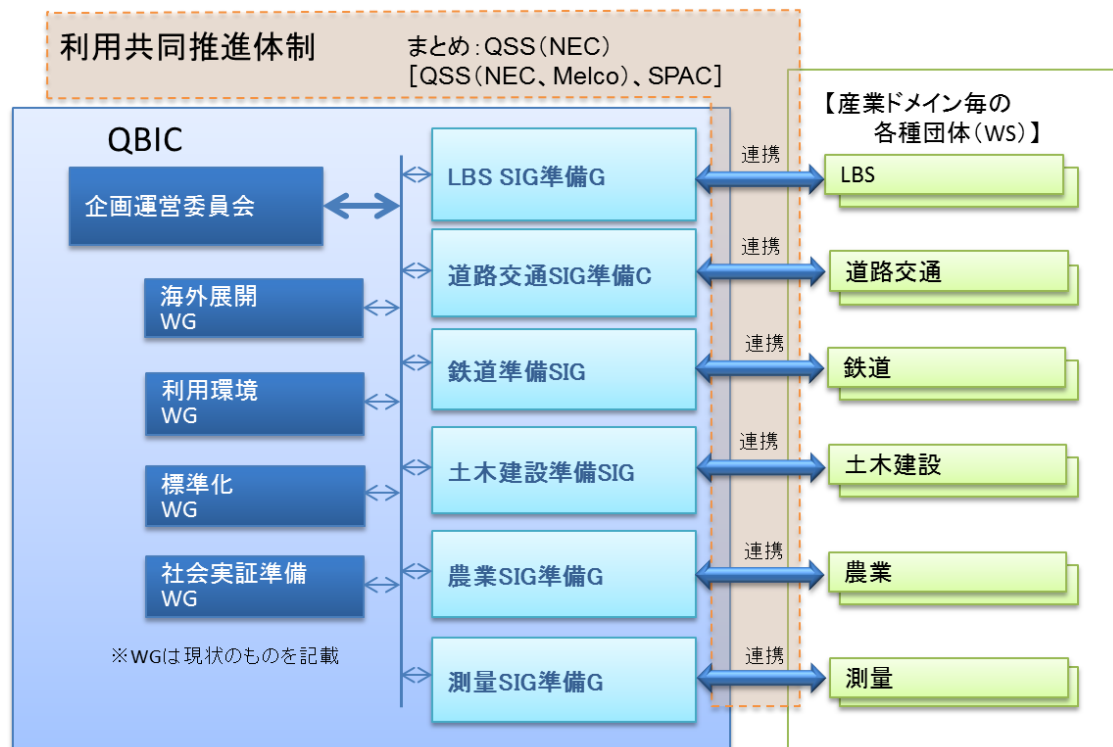 利用共同推進体制
まとめ:QSS(NEC)
[QSS(NEC、Melco)、SPAC]
【産業ドメイン毎の
各種団体(WS)】
QBIC
企画運営委員会
海外展開
WG
利用環境
WG
標準化
WG
社会実証準備
WG
※WGは現状のものを記載
LBS SIG準備G
連携
LBS
道路交通SIG準備C
連携
道路交通
鉄道準備SIG
連携
鉄道
土木建設準備SIG
連携
土木建設
農業SIG準備G
連携
農業
測量SIG準備G
連携
測量